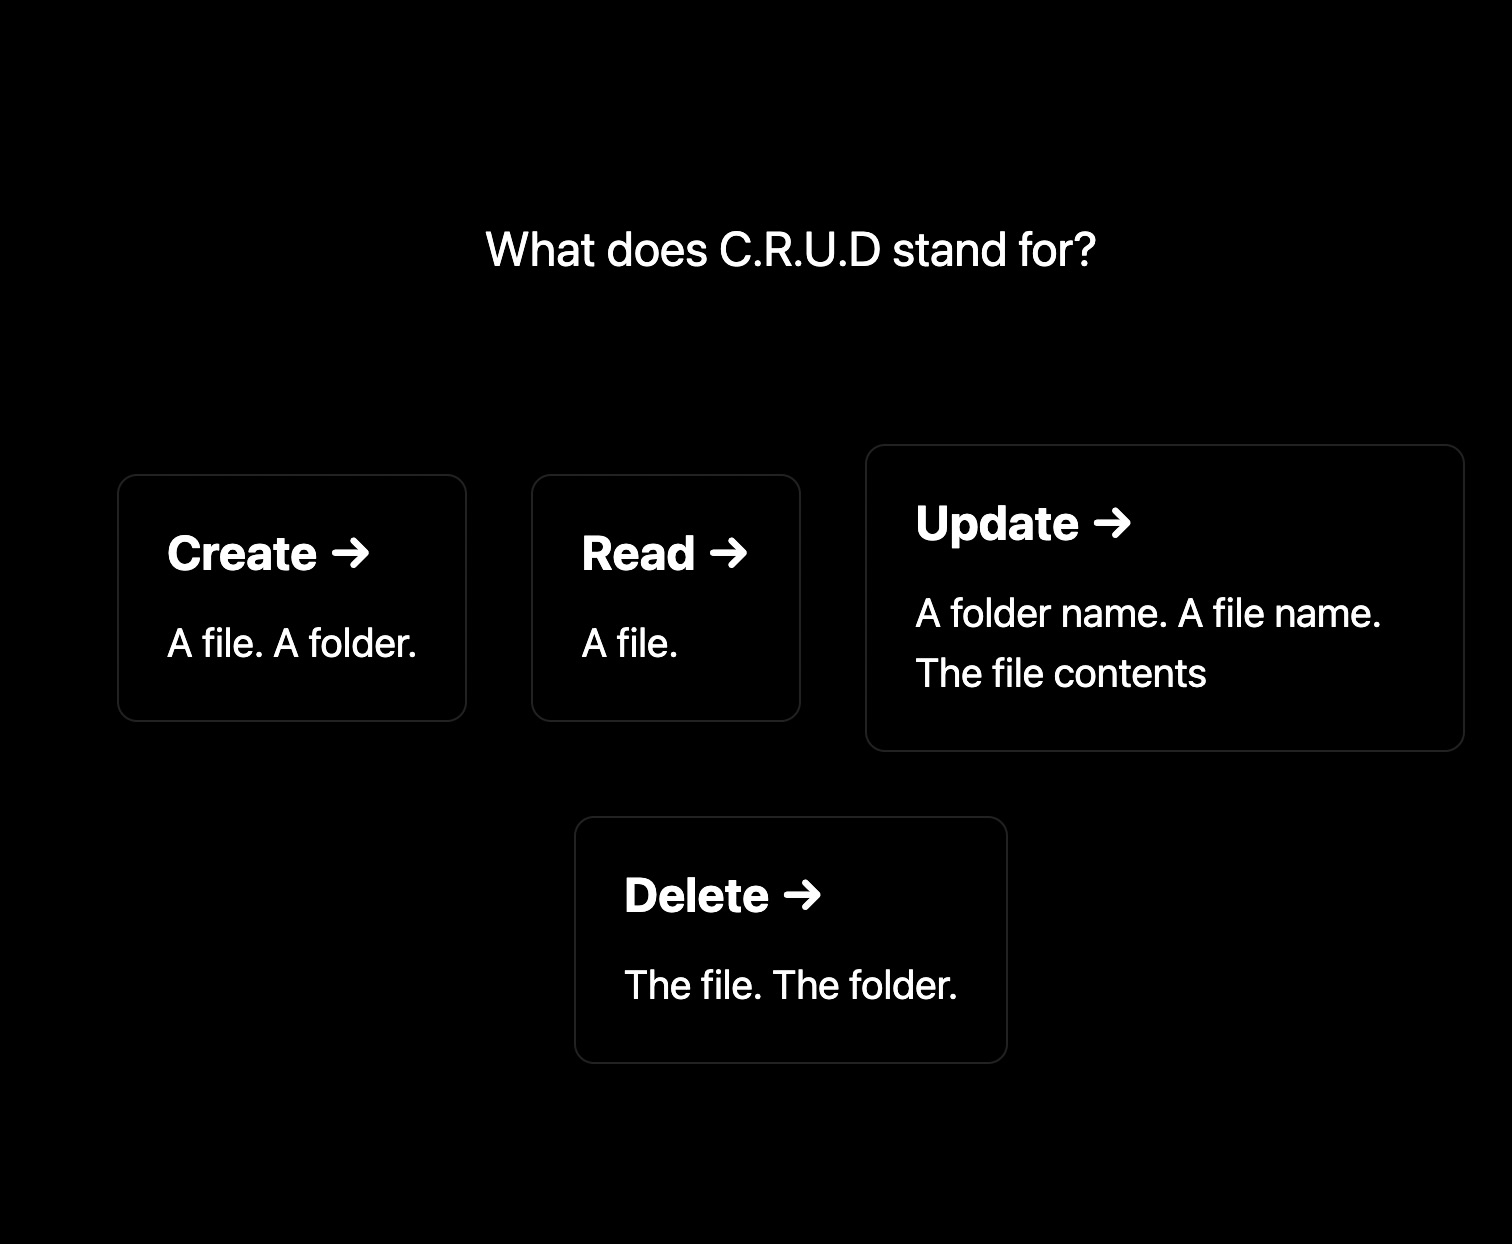 What does C.R.U.D stand for?
Create →
A file. A folder.
Read →
A file.
Update →
A folder name. A file name.
The file contents
Delete →
The file. The folder.